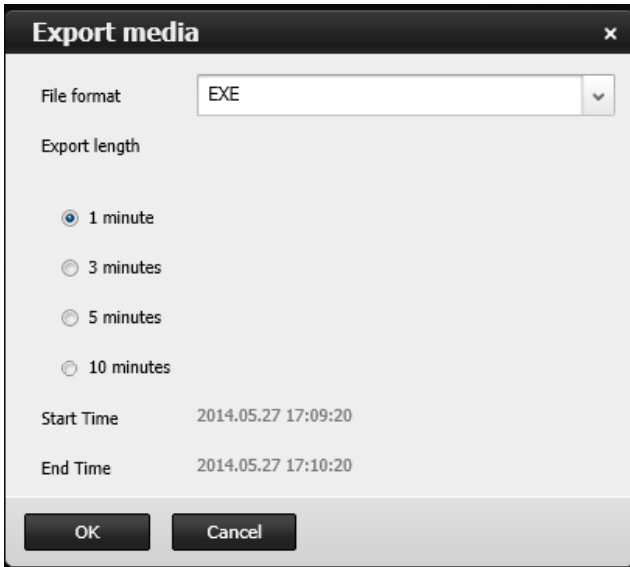 Export media ×
File format EXE
Export length
1 minute
3 minutes
5 minutes
10 minutes
Start Time 2014.05.27 17:09:20
End Time 2014.05.27 17:10:20
OK Cancel